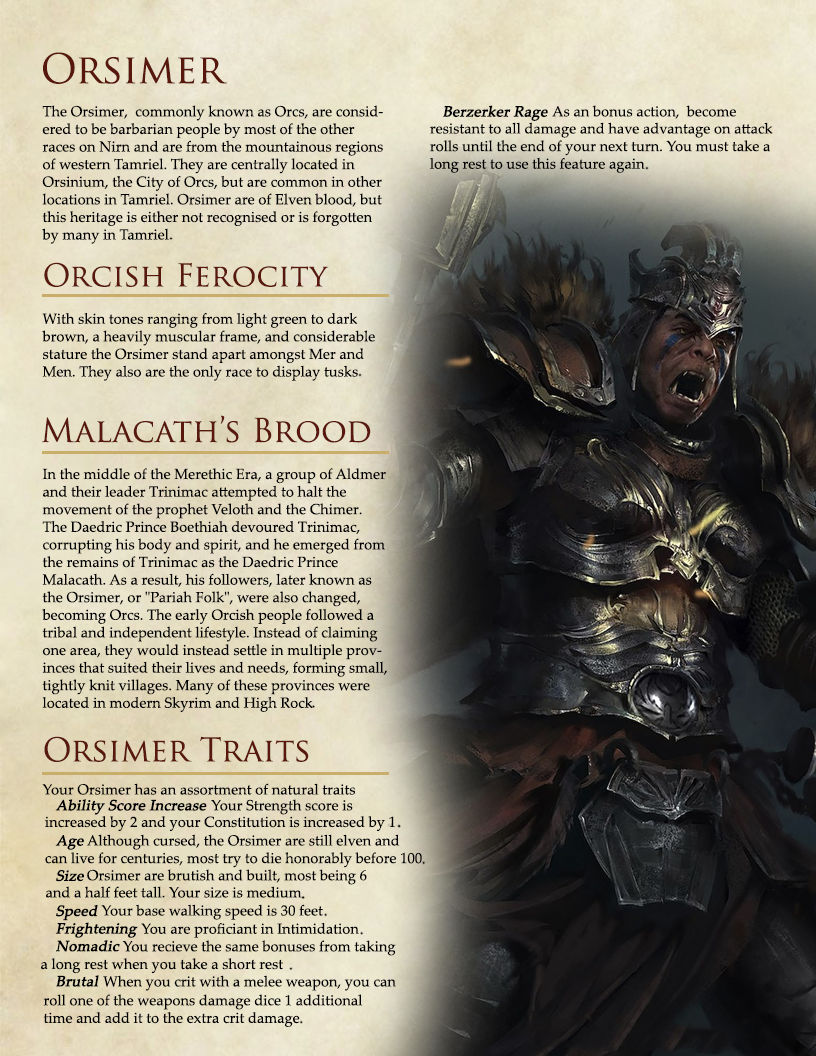 ORSIMER
The Orsimer, commonly known as Orcs, are consid-
ered to be barbarian people by most of the other
races on Nirn and are from the mountainous regions
of western Tamriel. They are centrally located in
Orsinium, the City of Orcs, but are common in other
locations in Tamriel. Orsimer are of Elven blood, but
this heritage is either not recognised or is forgotten
by many in Tamriel.
ORCISH FEROCITY
With skin tones ranging from light green to dark
brown, a heavily muscular frame, and considerable
stature the Orsimer stand apart amongst Mer and
Men. They also are the only race to display tusks.
MALACATH'S BROOD
In the middle of the Merethic Era, a group of Aldmer
and their leader Trinimac attempted to halt the
movement of the prophet Veloth and the Chimer.
The Daedric Prince Boethiah devoured Trinimac,
corrupting his body and spirit, and he emerged from
the remains of Trinimac as the Daedric Prince
Malacath. As a result, his followers, later known as
the Orsimer, or "Pariah Folk", were also changed,
becoming Orcs. The early Orcish people followed a
tribal and independent lifestyle. Instead of claiming
one area, they would instead settle in multiple prov-
inces that suited their lives and needs, forming small,
tightly knit villages. Many of these provinces were
located in modern Skyrim and High Rock.
ORSIMER TRAITS
Your Orsimer has an assortment of natural traits
Ability Score Increase Your Strength score is
increased by 2 and your Constitution is increased by 1.
Age Although cursed, the Orsimer are still elven and
can live for centuries, most try to die honorably before 100.
Size Orsimer are brutish and built, most being 6
and a half feet tall. Your size is medium.
Speed Your base walking speed is 30 feet.
Frightening You are proficiant in Intimidation.
Nomadic You recieve the same bonuses from taking
a long rest when you take a short rest .
Brutal When you crit with a melee weapon, you can
roll one of the weapons damage dice 1 additional
time and add it to the extra crit damage.
Berzerker Rage As an bonus action, become
resistant to all damage and have advantage on attack
rolls until the end of your next turn. You must take a
long rest to use this feature again.